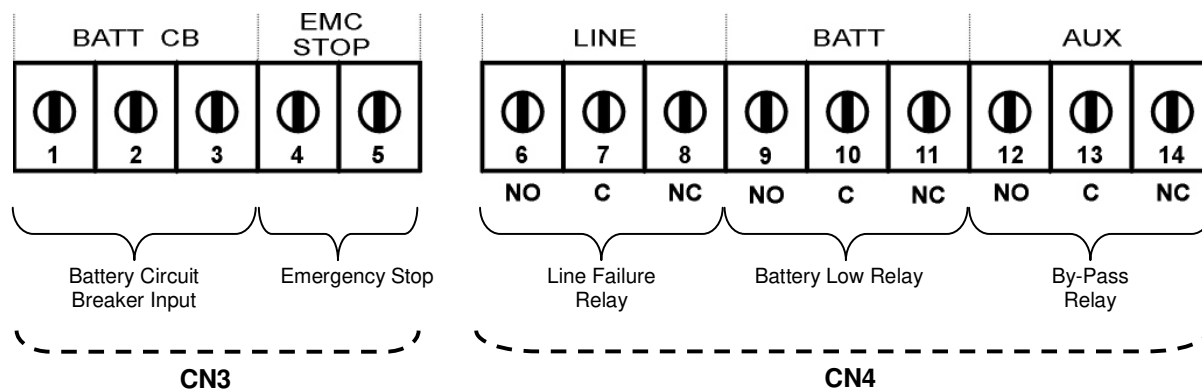 BATT CB
EMC
STOP
LINE
BATT
AUX
1 2 3 4 5
6 7 8 9 10 11 12 13 14
NO C NC NO C NC NO C NC
Battery Circuit
Breaker Input
Emergency Stop
Line Failure
Relay
Battery Low Relay
By-Pass
Relay
CN3
CN4